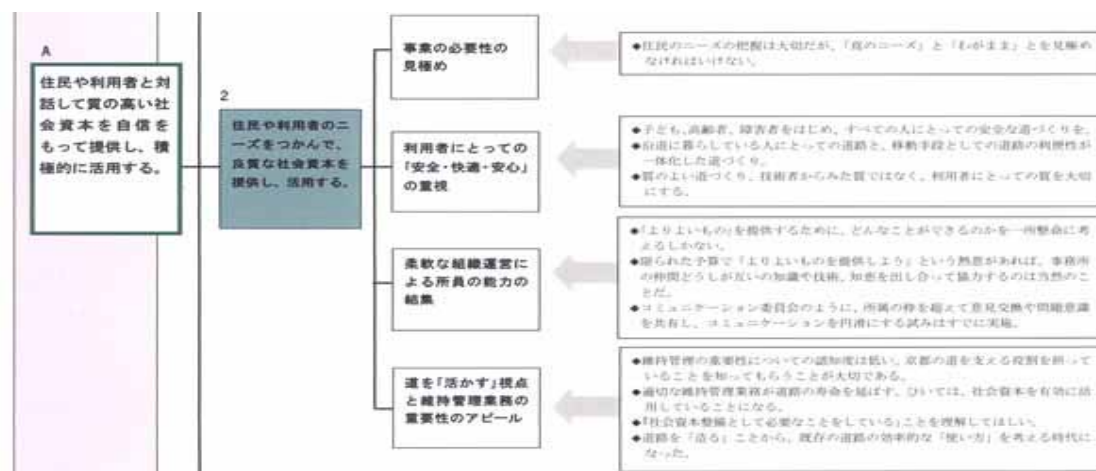 A
住民や利用者と対
話して質の高い社
会資本を自信を
もって提供し、積
極的に活用する。
2
住民や利用者のニ
ーズをつかんで、
良質な社会資本を
提供し、活用する。
事業の必要性の
見極め
◆住民のニーズの把握は大切だが、「真のニーズ」と「わがまま」とを見極め
なければいけない。
利用者にとっての
「安全・快適・安心」
の重視
◆子ども、高齢者、障害者をはじめ、すべての人にとっての安全な道づくりを。
◆沿道に暮らしている人にとっての道路と、移動手段としての道路の利便性が
一体化した道づくり。
◆質のよい道づくり、技術者からみた質ではなく、利用者にとっての質を大切
にする。
柔軟な組織運営に
よる所員の能力の
結集
◆「よりよいもの」を提供するために、どんなことができるのかを一所懸命に考
えるしかない。
◆限られた予算で「よりよいものを提供しよう」という熱意があれば、事務所
の仲間どうしが互いの知識や技術、知恵を出し合って協力するのは当然のこ
とだ。
◆コミュニケーション委員会のように、所属の枠を超えて意見交換や問題意識
を共有し、コミュニケーションを円滑にする試みはすでに実施。
道を「活かす」視点
と維持管理業務の
重要性のアピール
◆維持管理の重要性についての認知度は低い、京都の道を支える役割を担って
いることを知ってもらうことが大切である。
◆適切な維持管理業務が道路の寿命を延ばす、ひいては、社会資本を有効に活
用していることになる。
◆『社会資本整備として必要なことをしている』ことを理解してほしい。
◆道路を「造る」ことから、既存の道路の効率的な「使い方」を考える時代に
なった。